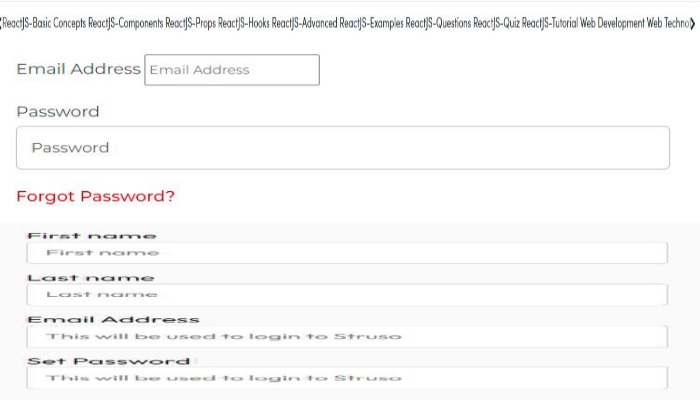 ReactJS-Basic Concepts ReactJS-Components ReactJS-Props ReactJS-Hooks ReactJS-Advanced ReactJS-Examples ReactJS-Questions ReactJS-Quiz ReactJS-Tutorial Web Development Web Techno
Email Address Email Address
Password
Password
Forgot Password?
First name
First name
Last name
Last name
Email Address
This will be used to login to Struso
Set Password
This will be used to login to Struso